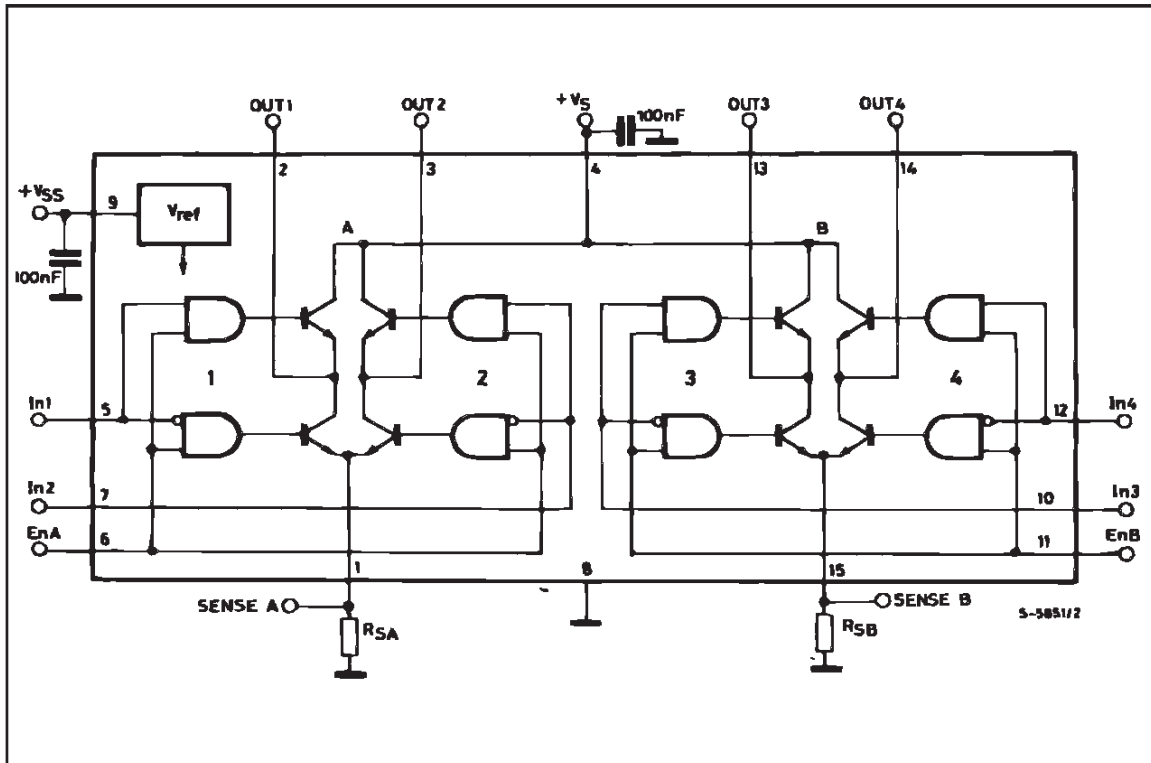 OUT1
OUT2
+VS
100nF
OUT3
OUT4
2
3
4
13
14
+VSS
9
Vref
A
B
100nF
1
2
3
4
In1
5
12
In4
In2
7
10
In3
EnA
6
11
EnB
1
8
15
SENSE A
RSA
SENSE B
RSB
S-5851/2